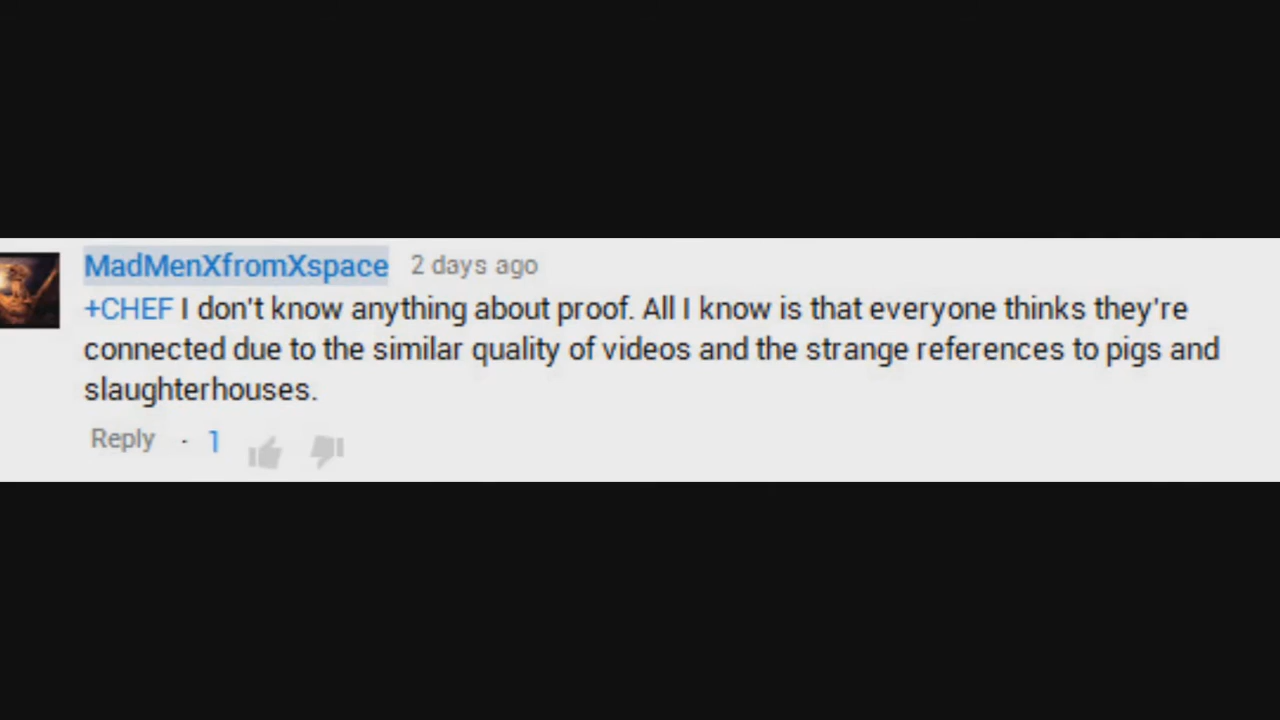 MadMenXfromXspace 2 days ago
+CHEF I don't know anything about proof. All I know is that everyone thinks they're
connected due to the similar quality of videos and the strange references to pigs and
slaughterhouses.
Reply · 1